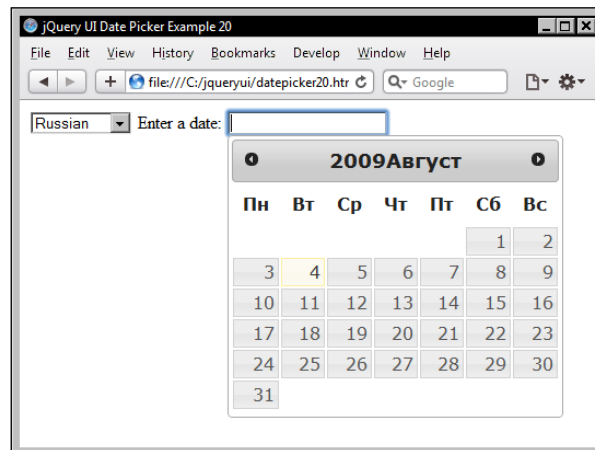 jQuery UI Date Picker Example 20
File Edit View History Bookmarks Develop Window Help
file:///C:/jqueryui/datepicker20.htr Google
Russian Enter a date:
2009Август
Пн Вт Ср Чт Пт Сб Вс
1 2
3 4 5 6 7 8 9
10 11 12 13 14 15 16
17 18 19 20 21 22 23
24 25 26 27 28 29 30
31